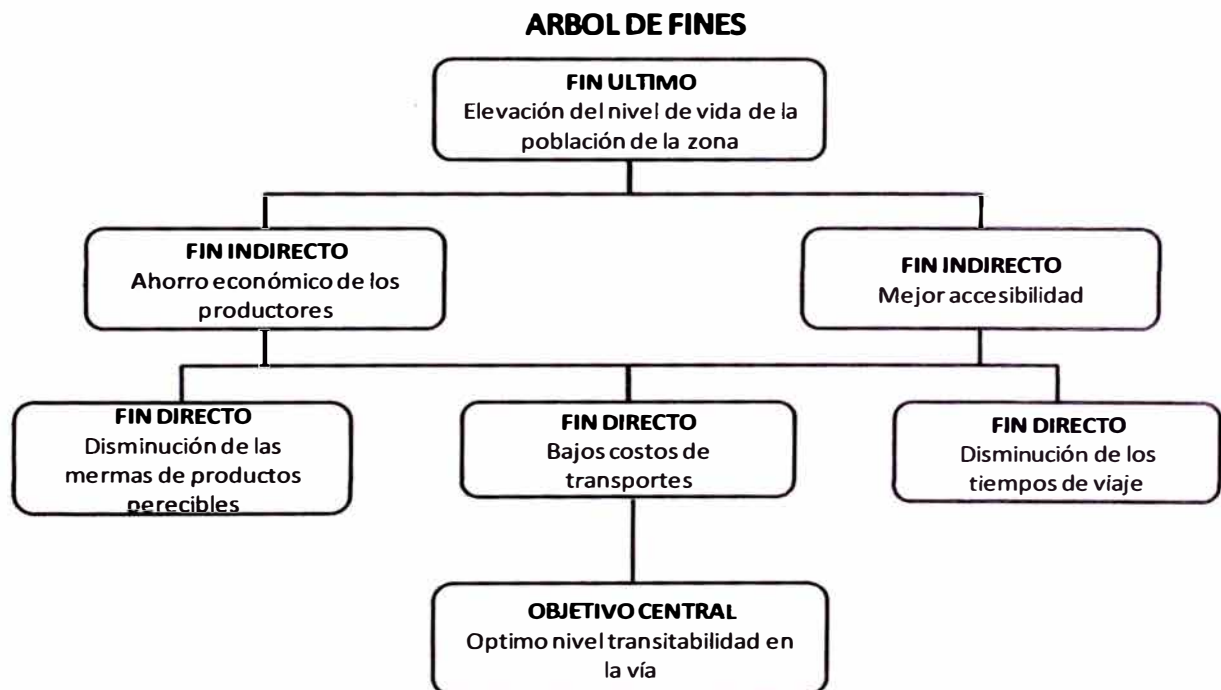 ARBOL DE FINES
FIN ULTIMO
Elevación del nivel de vida de la
población de la zona
FIN INDIRECTO
Ahorro económico de los
productores
FIN INDIRECTO
Mejor accesibilidad
FIN DIRECTO
Disminución de las
mermas de productos
perecibles
FIN DIRECTO
Bajos costos de
transportes
FIN DIRECTO
Disminución de los
tiempos de viaje
OBJETIVO CENTRAL
Optimo nivel transitabilidad en
la vía